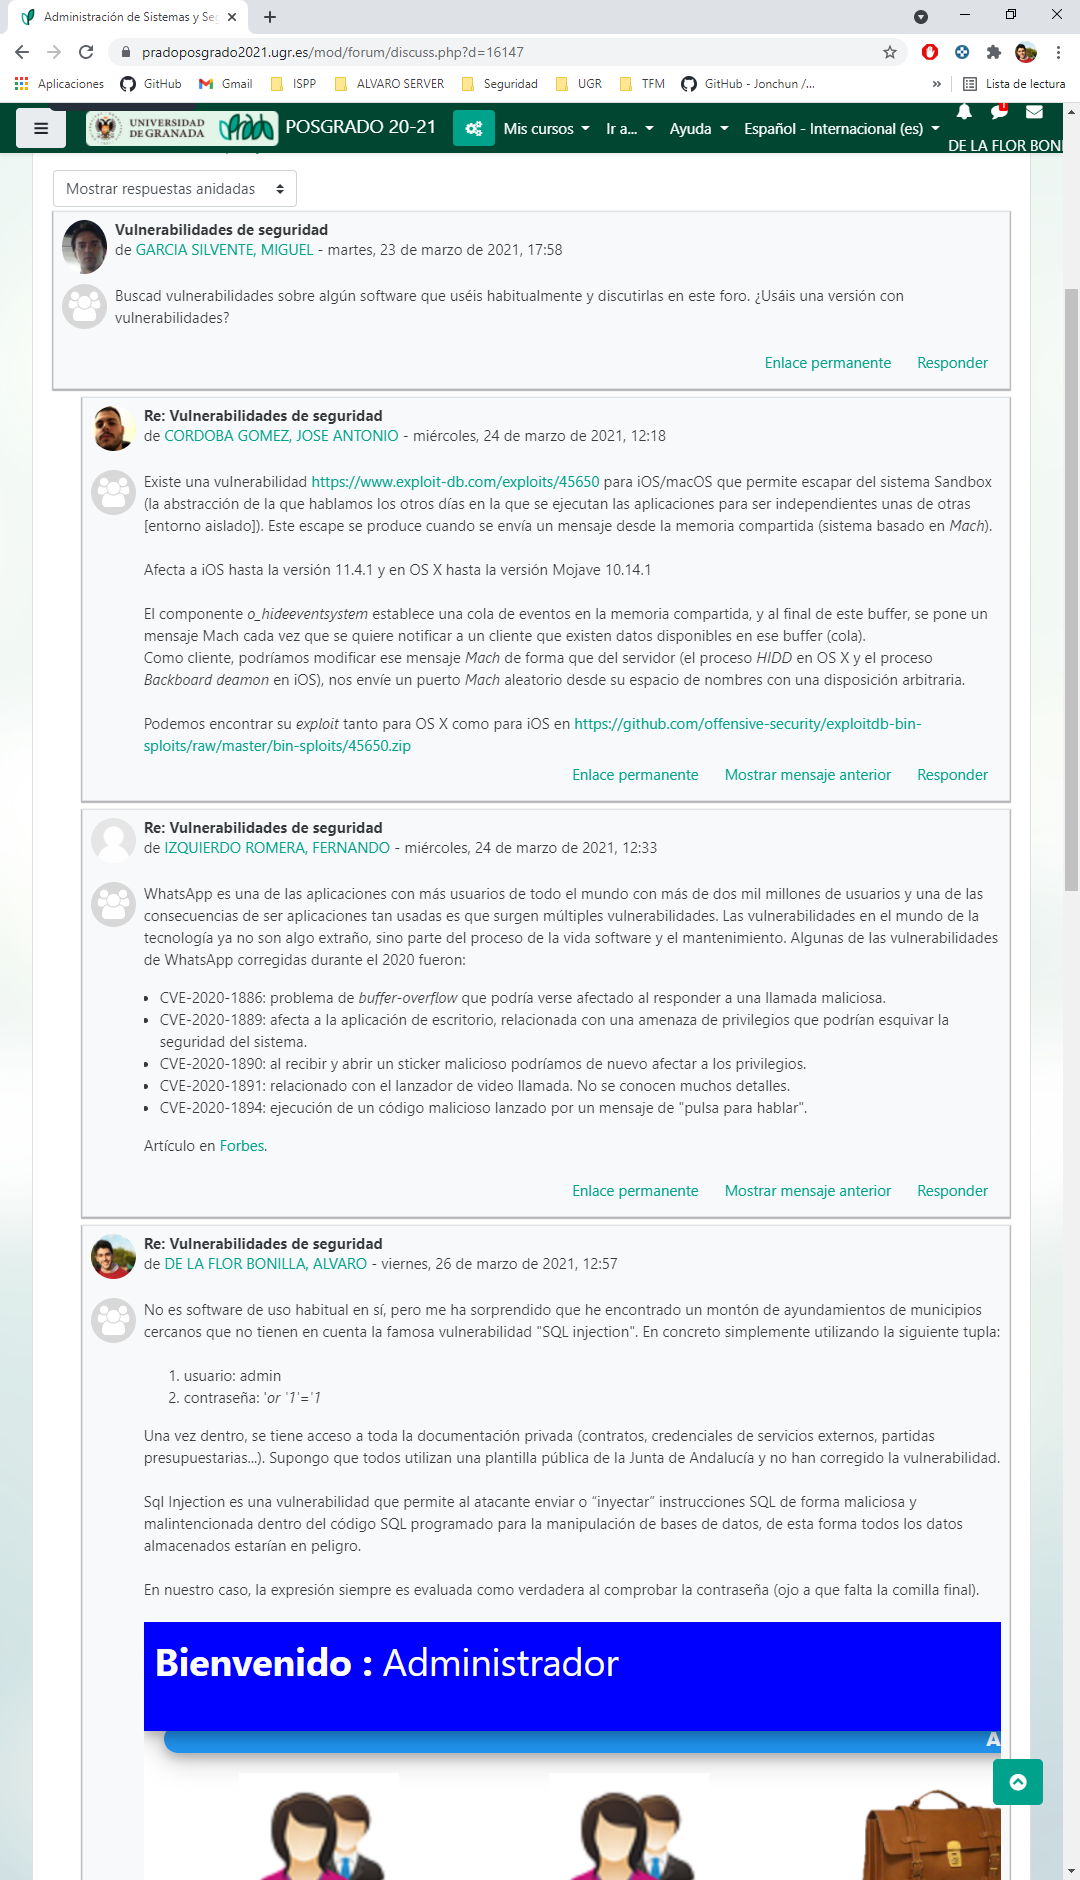 Administración de Sistemas y Seg
pradoposgrado2021.ugr.es/mod/forum/discuss.php?d=16147
Aplicaciones GitHub Gmail ISPP ALVARO SERVER Seguridad UGR TFM GitHub - Jonchun /... » Lista de lectura
UNIVERSIDAD
DE GRANADA
POSGRADO 20-21 Mis cursos Ir a... Ayuda Español - Internacional (es)
DE LA FLOR BONI
Mostrar respuestas anidadas
Vulnerabilidades de seguridad
de GARCIA SILVENTE, MIGUEL - martes, 23 de marzo de 2021, 17:58
Buscad vulnerabilidades sobre algún software que uséis habitualmente y discutirlas en este foro. ¿Usáis una versión con
vulnerabilidades?
Enlace permanente Responder
Re: Vulnerabilidades de seguridad
de CORDOBA GOMEZ, JOSE ANTONIO - miércoles, 24 de marzo de 2021, 12:18
Existe una vulnerabilidad https://www.exploit-db.com/exploits/45650 para iOS/macOS que permite escapar del sistema Sandbox
(la abstracción de la que hablamos los otros días en la que se ejecutan las aplicaciones para ser independientes unas de otras
[entorno aislado]). Este escape se produce cuando se envía un mensaje desde la memoria compartida (sistema basado en Mach).
Afecta a iOS hasta la versión 11.4.1 y en OS X hasta la versión Mojave 10.14.1
El componente o_hideeventsystem establece una cola de eventos en la memoria compartida, y al final de este buffer, se pone un
mensaje Mach cada vez que se quiere notificar a un cliente que existen datos disponibles en ese buffer (cola).
Como cliente, podríamos modificar ese mensaje Mach de forma que del servidor (el proceso HIDD en OS X y el proceso
Backboard deamon en iOS), nos envíe un puerto Mach aleatorio desde su espacio de nombres con una disposición arbitraria.
Podemos encontrar su exploit tanto para OS X como para iOS en https://github.com/offensive-security/exploitdb-bin-
sploits/raw/master/bin-sploits/45650.zip
Enlace permanente Mostrar mensaje anterior Responder
Re: Vulnerabilidades de seguridad
de IZQUIERDO ROMERA, FERNANDO - miércoles, 24 de marzo de 2021, 12:33
WhatsApp es una de las aplicaciones con más usuarios de todo el mundo con más de dos mil millones de usuarios y una de las
consecuencias de ser aplicaciones tan usadas es que surgen múltiples vulnerabilidades. Las vulnerabilidades en el mundo de la
tecnología ya no son algo extraño, sino parte del proceso de la vida software y el mantenimiento. Algunas de las vulnerabilidades
de WhatsApp corregidas durante el 2020 fueron:
• CVE-2020-1886: problema de buffer-overflow que podría verse afectado al responder a una llamada maliciosa.
• CVE-2020-1889: afecta a la aplicación de escritorio, relacionada con una amenaza de privilegios que podrían esquivar la
seguridad del sistema.
• CVE-2020-1890: al recibir y abrir un sticker malicioso podríamos de nuevo afectar a los privilegios.
• CVE-2020-1891: relacionado con el lanzador de video llamada. No se conocen muchos detalles.
• CVE-2020-1894: ejecución de un código malicioso lanzado por un mensaje de "pulsa para hablar".
Artículo en Forbes.
Enlace permanente Mostrar mensaje anterior Responder
Re: Vulnerabilidades de seguridad
de DE LA FLOR BONILLA, ALVARO - viernes, 26 de marzo de 2021, 12:57
No es software de uso habitual en sí, pero me ha sorprendido que he encontrado un montón de ayundamientos de municipios
cercanos que no tienen en cuenta la famosa vulnerabilidad "SQL injection". En concreto simplemente utilizando la siguiente tupla:
1. usuario: admin
2. contraseña: 'or '1'='1
Una vez dentro, se tiene acceso a toda la documentación privada (contratos, credenciales de servicios externos, partidas
presupuestarias...). Supongo que todos utilizan una plantilla pública de la Junta de Andalucía y no han corregido la vulnerabilidad.
Sql Injection es una vulnerabilidad que permite al atacante enviar o “inyectar” instrucciones SQL de forma maliciosa y
malintencionada dentro del código SQL programado para la manipulación de bases de datos, de esta forma todos los datos
almacenados estarían en peligro.
En nuestro caso, la expresión siempre es evaluada como verdadera al comprobar la contraseña (ojo a que falta la comilla final).
Bienvenido : Administrador
A